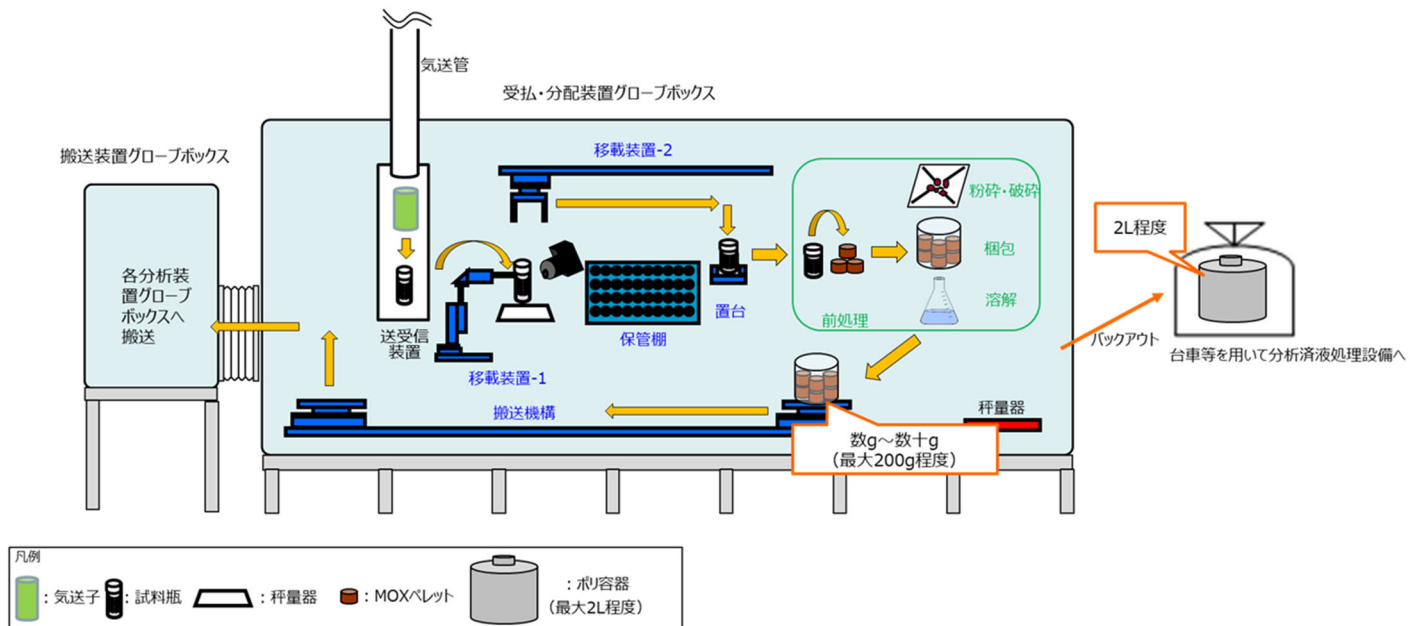 気送管
受払・分配装置グローブボックス
搬送装置グローブボックス
移載装置-2
粉砕・破砕
2L程度
梱包
各分析装
置グローブ
ボックスへ
搬送
置台
溶解
送受信
装置
保管棚
前処理
バックアウト
台車等を用いて分析済液処理設備へ
移載装置-1
搬送機構
秤量器
数g～数十g
（最大200g程度）
凡例
：気送子
：試料瓶
：秤量器
：MOXペレット
：ポリ容器
（最大2L程度）